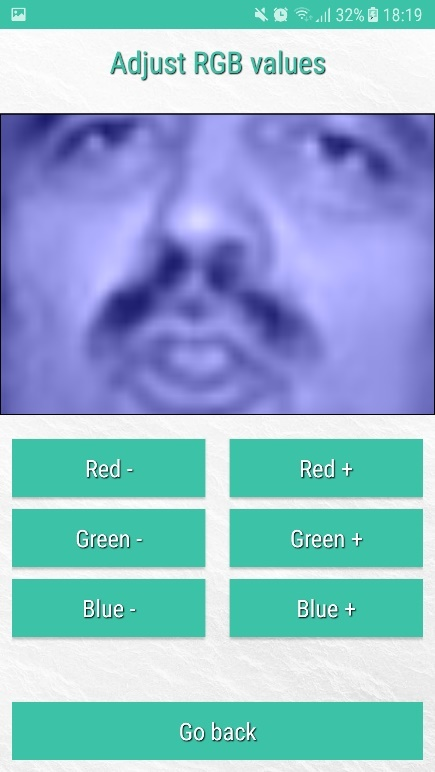 32% 18:19
Adjust RGB values
Red -
Red +
Green -
Green +
Blue -
Blue +
Go back